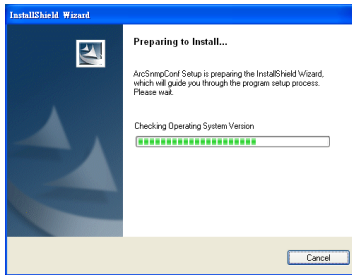 InstallShield Wizard
Preparing to Install...
ArcSnmpConf Setup is preparing the InstallShield Wizard,
which will guide you through the program setup process.
Please wait.
Checking Operating System Version
Cancel